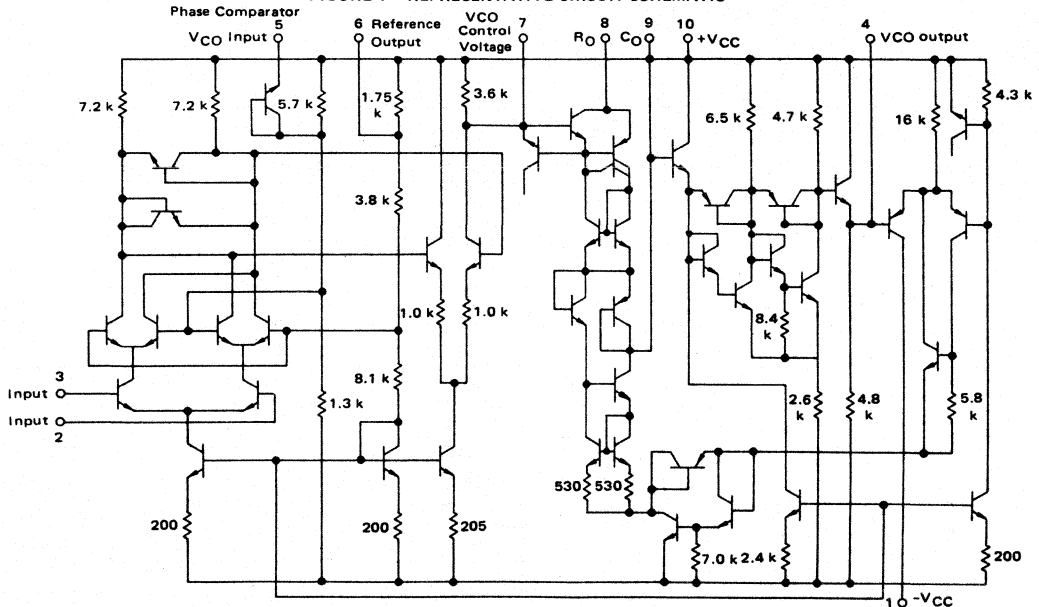 Phase Comparator
VCO Input
5
6
Reference
Output
VCO
Control
Voltage
7
8
RO
9
CO
10
+VCC
4
VCO output
7.2 k
7.2 k
5.7 k
1.75
k
3.6 k
6.5 k
4.7 k
16 k
4.3 k
3.8 k
1.0 k
1.0 k
8.4
k
3
Input
Input
2
8.1 k
1.3 k
2.6
k
4.8
k
5.8
k
530
530
200
200
205
7.0 k
2.4 k
200
1
-VCC